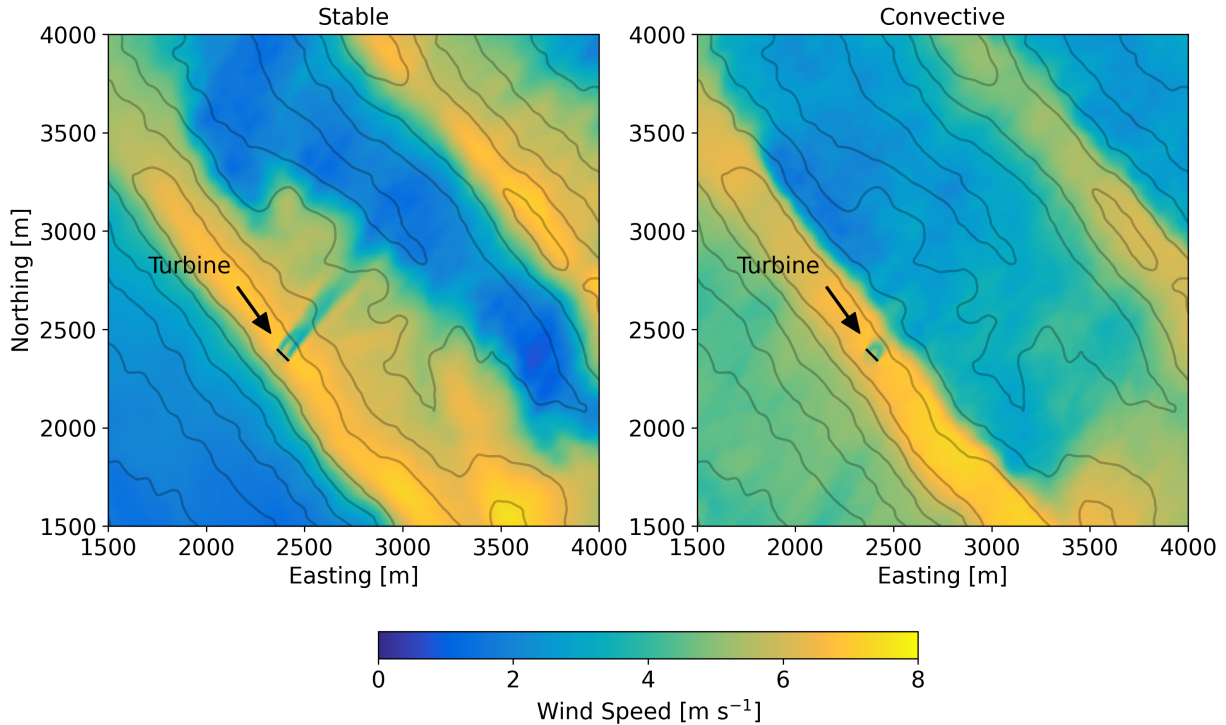 Stable
Convective
4000
3500
3000
2500
2000
1500
Northing [m]
Turbine
1500 2000 2500 3000 3500 4000
Easting [m]
4000
3500
3000
2500
2000
1500
Turbine
1500 2000 2500 3000 3500 4000
Easting [m]
0 2 4 6 8
Wind Speed [m s⁻¹]